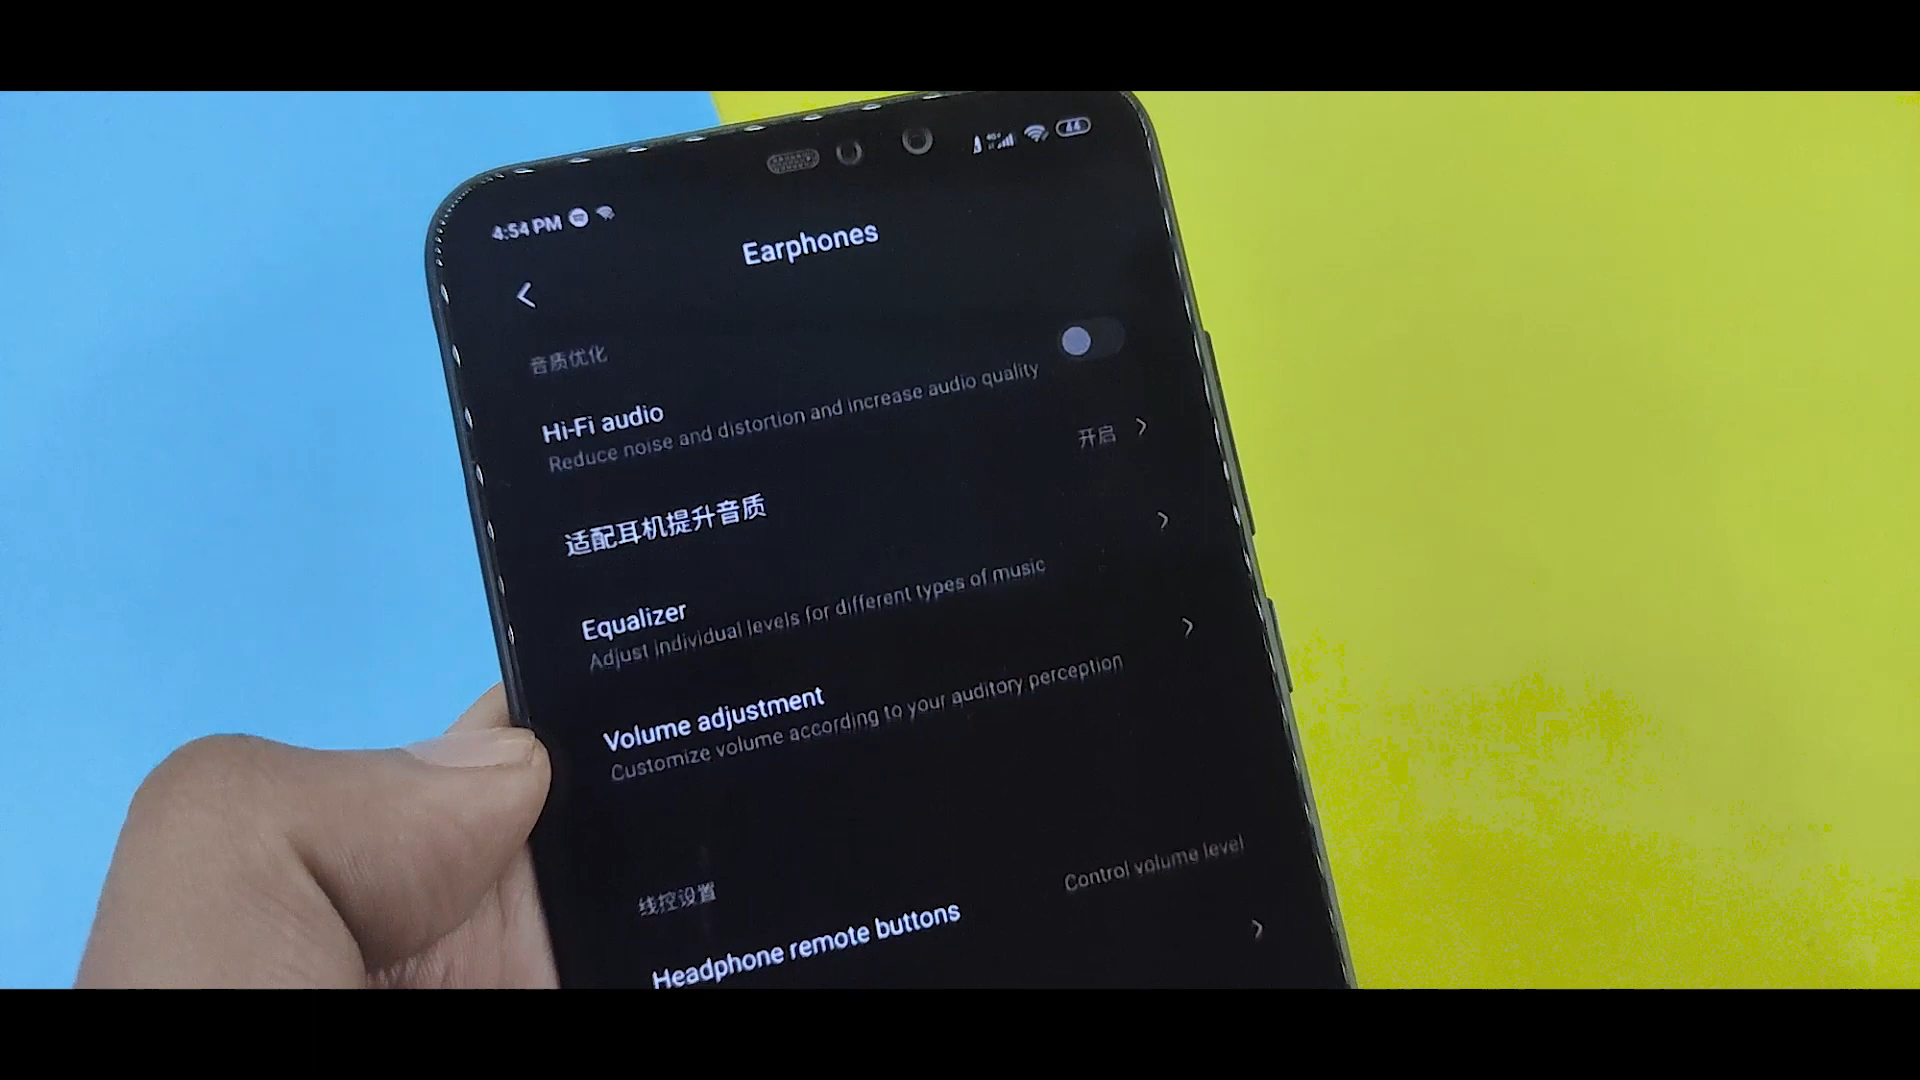 4:54 PM
4G+
44
Earphones
音质优化
Hi-Fi audio
Reduce noise and distortion and increase audio quality
适配耳机提升音质
开启
Equalizer
Adjust individual levels for different types of music
Volume adjustment
Customize volume according to your auditory perception
线控设置
Headphone remote buttons
Control volume level